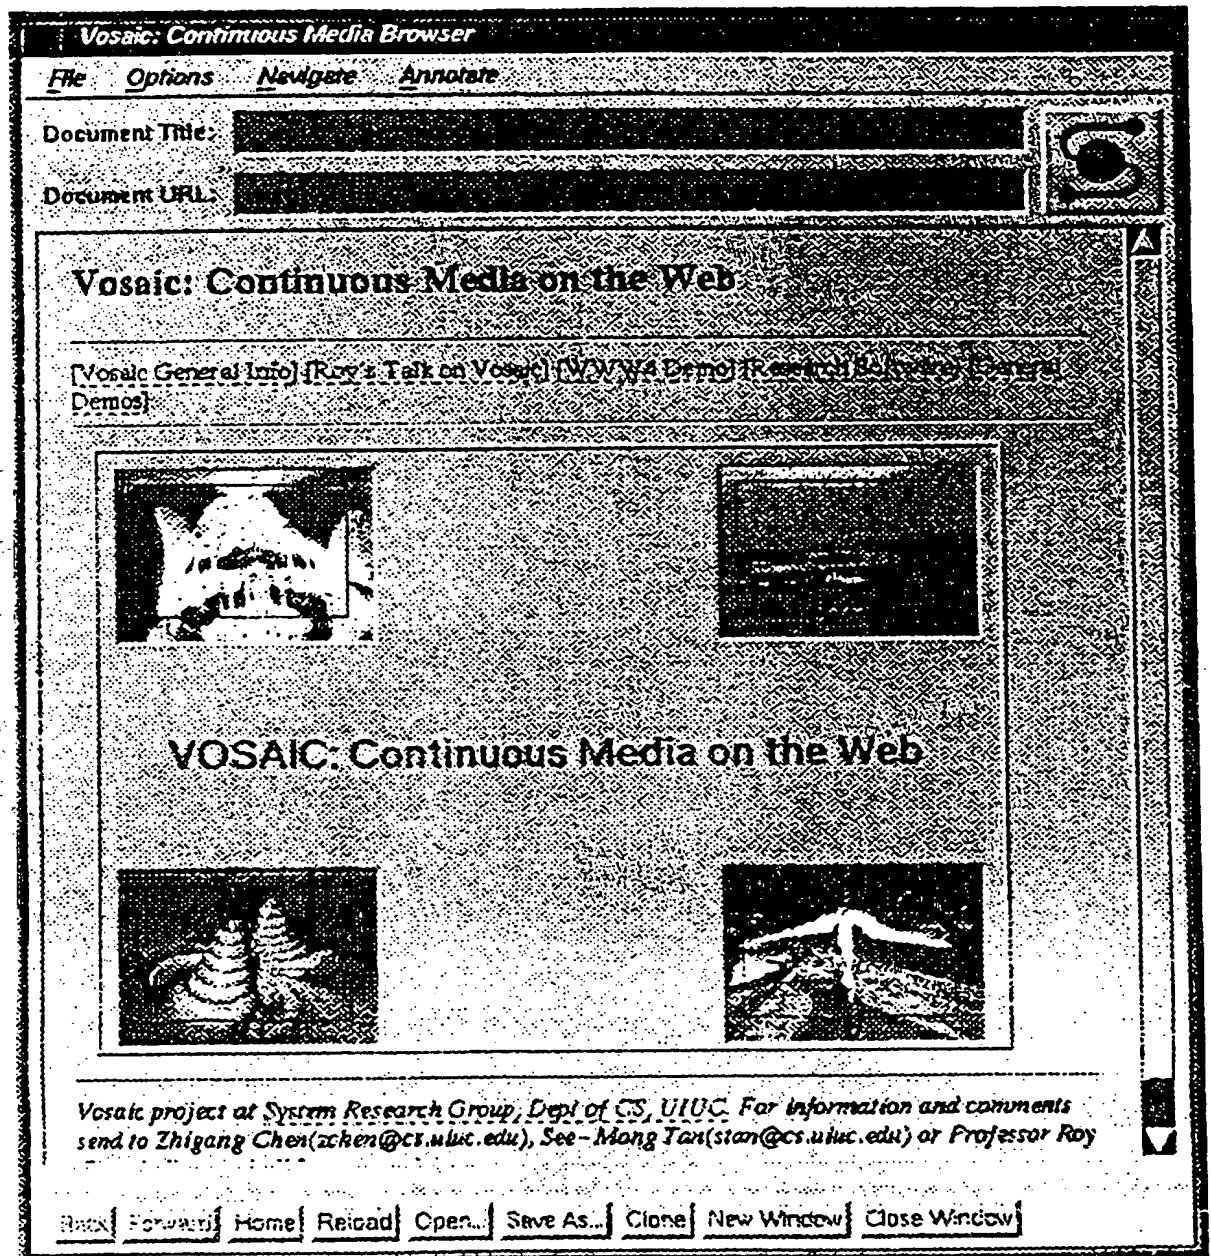 Vosaic: Continuous Media Browser
File Options Navigate Annotate
Document Title:
Document URL:
Vosaic: Continuous Media on the Web
[Vosaic General Info] [Roy's Talk on Vosaic] [WWW4 Demo] [Research Software] [General
Demos]
VOSAIC: Continuous Media on the Web
Vosaic project at System Research Group, Dept of CS, UIUC. For information and comments
send to Zhigang Chen(zchen@cs.uiuc.edu), See-Mong Tan(stan@cs.uiuc.edu) or Professor Roy
Back Forward Home Reload Open... Save As... Clone New Window Close Window